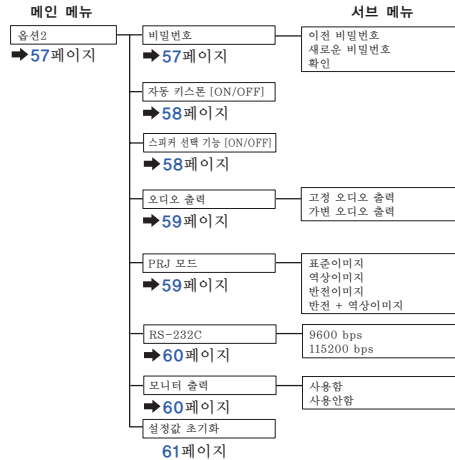 메인 메뉴
서브 메뉴
옵션2
➡57페이지
비밀번호
➡57페이지
이전 비밀번호
새로운 비밀번호
확인
자동 키스톤 [ON/OFF]
➡58페이지
스피커 선택 기능 [ON/OFF]
➡58페이지
오디오 출력
➡59페이지
고정 오디오 출력
가변 오디오 출력
PRJ 모드
➡59페이지
표준이미지
역상이미지
반전이미지
반전 + 역상이미지
RS-232C
➡60페이지
9600 bps
115200 bps
모니터 출력
➡60페이지
사용함
사용안함
설정값 초기화
61페이지